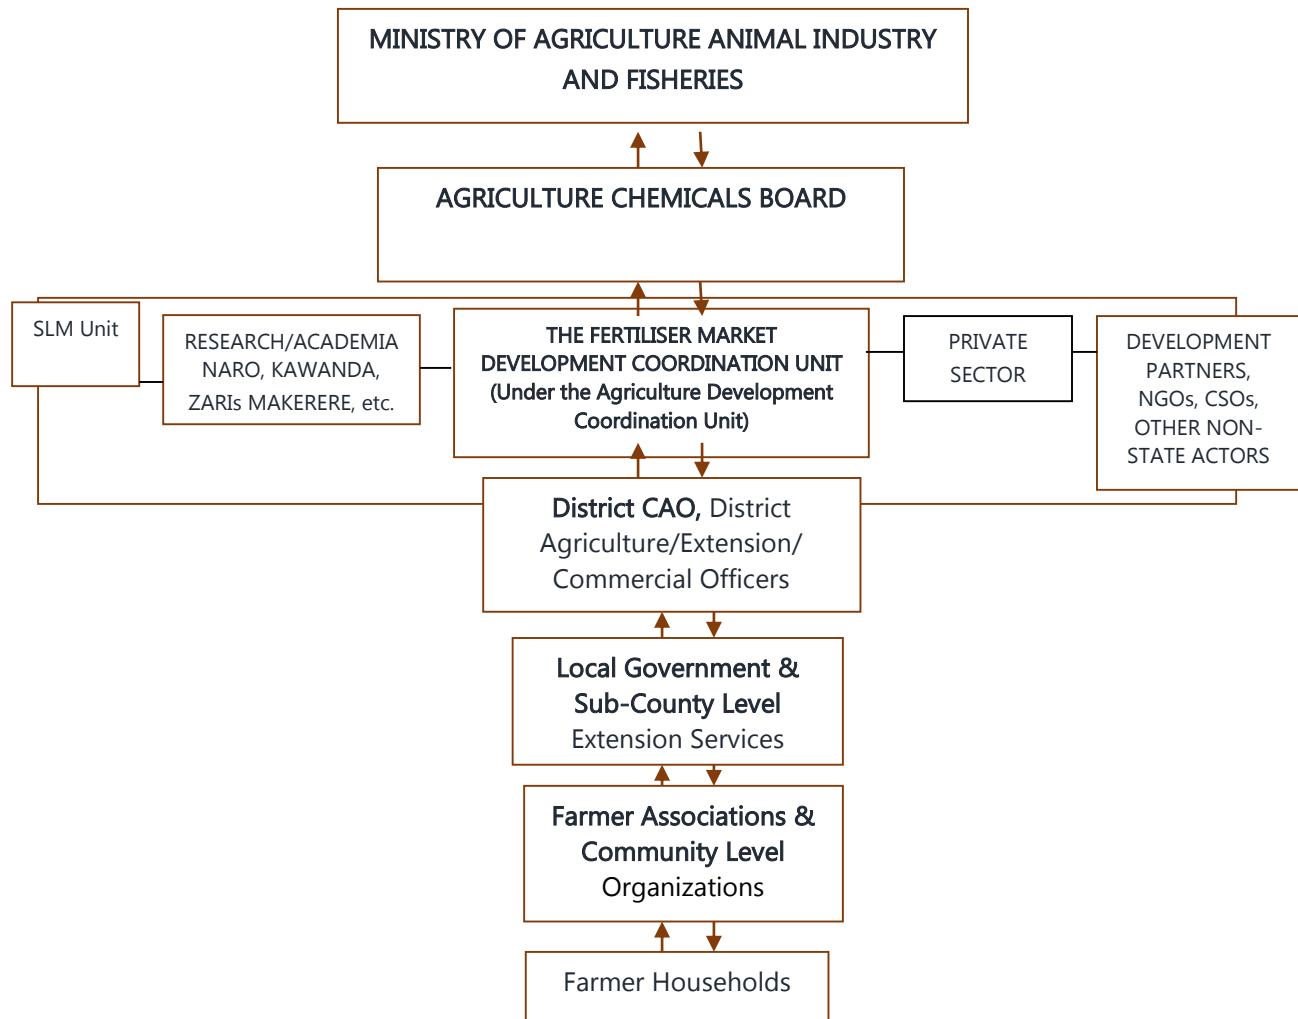 MINISTRY OF AGRICULTURE ANIMAL INDUSTRY
AND FISHERIES
AGRICULTURE CHEMICALS BOARD
SLM Unit
RESEARCH/ACADEMIA
NARO, KAWANDA,
ZARIs MAKERERE, etc.
THE FERTILISER MARKET
DEVELOPMENT COORDINATION UNIT
(Under the Agriculture Development
Coordination Unit)
PRIVATE
SECTOR
DEVELOPMENT
PARTNERS,
NGOs, CSOs,
OTHER NON-
STATE ACTORS
District CAO, District
Agriculture/Extension/
Commercial Officers
Local Government &
Sub-County Level
Extension Services
Farmer Associations &
Community Level
Organizations
Farmer Households